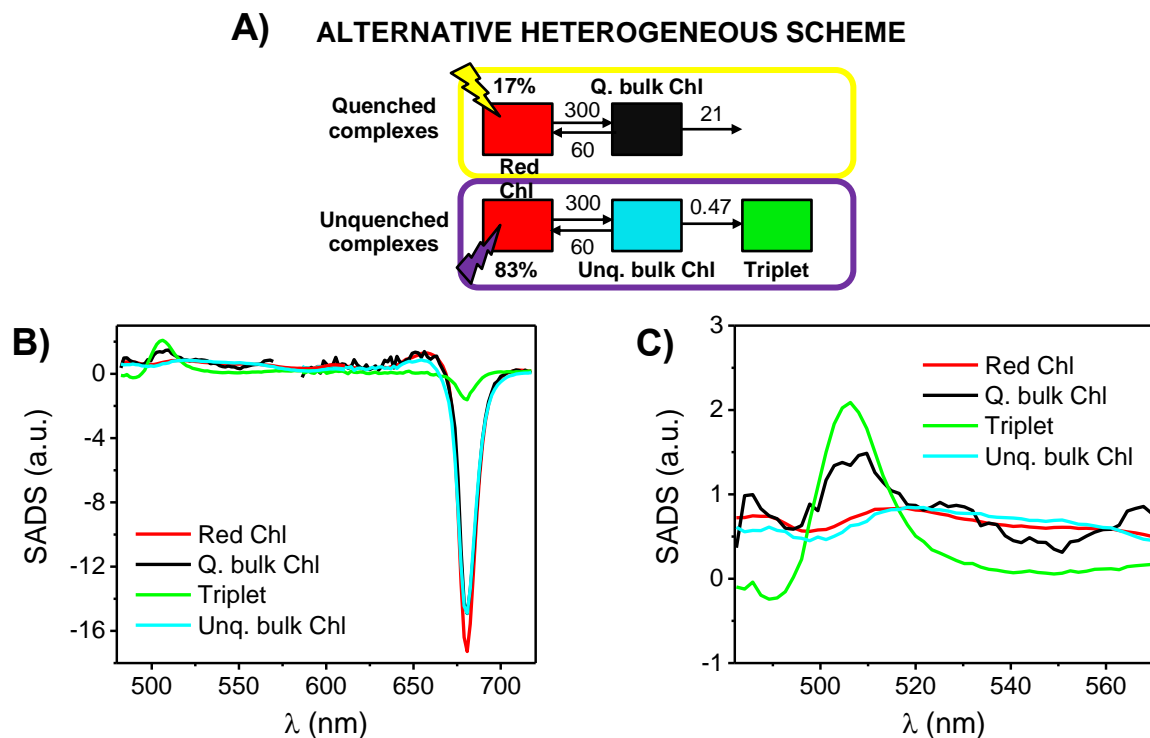 A) ALTERNATIVE HETEROGENEOUS SCHEME
Quenched
complexes
17%
Q. bulk Chl
300
60
21
Red
Chl
Unquenched
complexes
300
60
0.47
83%
Unq. bulk Chl
Triplet
B)
SADS (a.u.)
0
-4
-8
-12
-16
Red Chl
Q. bulk Chl
Triplet
Unq. bulk Chl
500 550 600 650 700
λ (nm)
C)
SADS (a.u.)
3
2
1
0
-1
Red Chl
Q. bulk Chl
Triplet
Unq. bulk Chl
500 520 540 560
λ (nm)